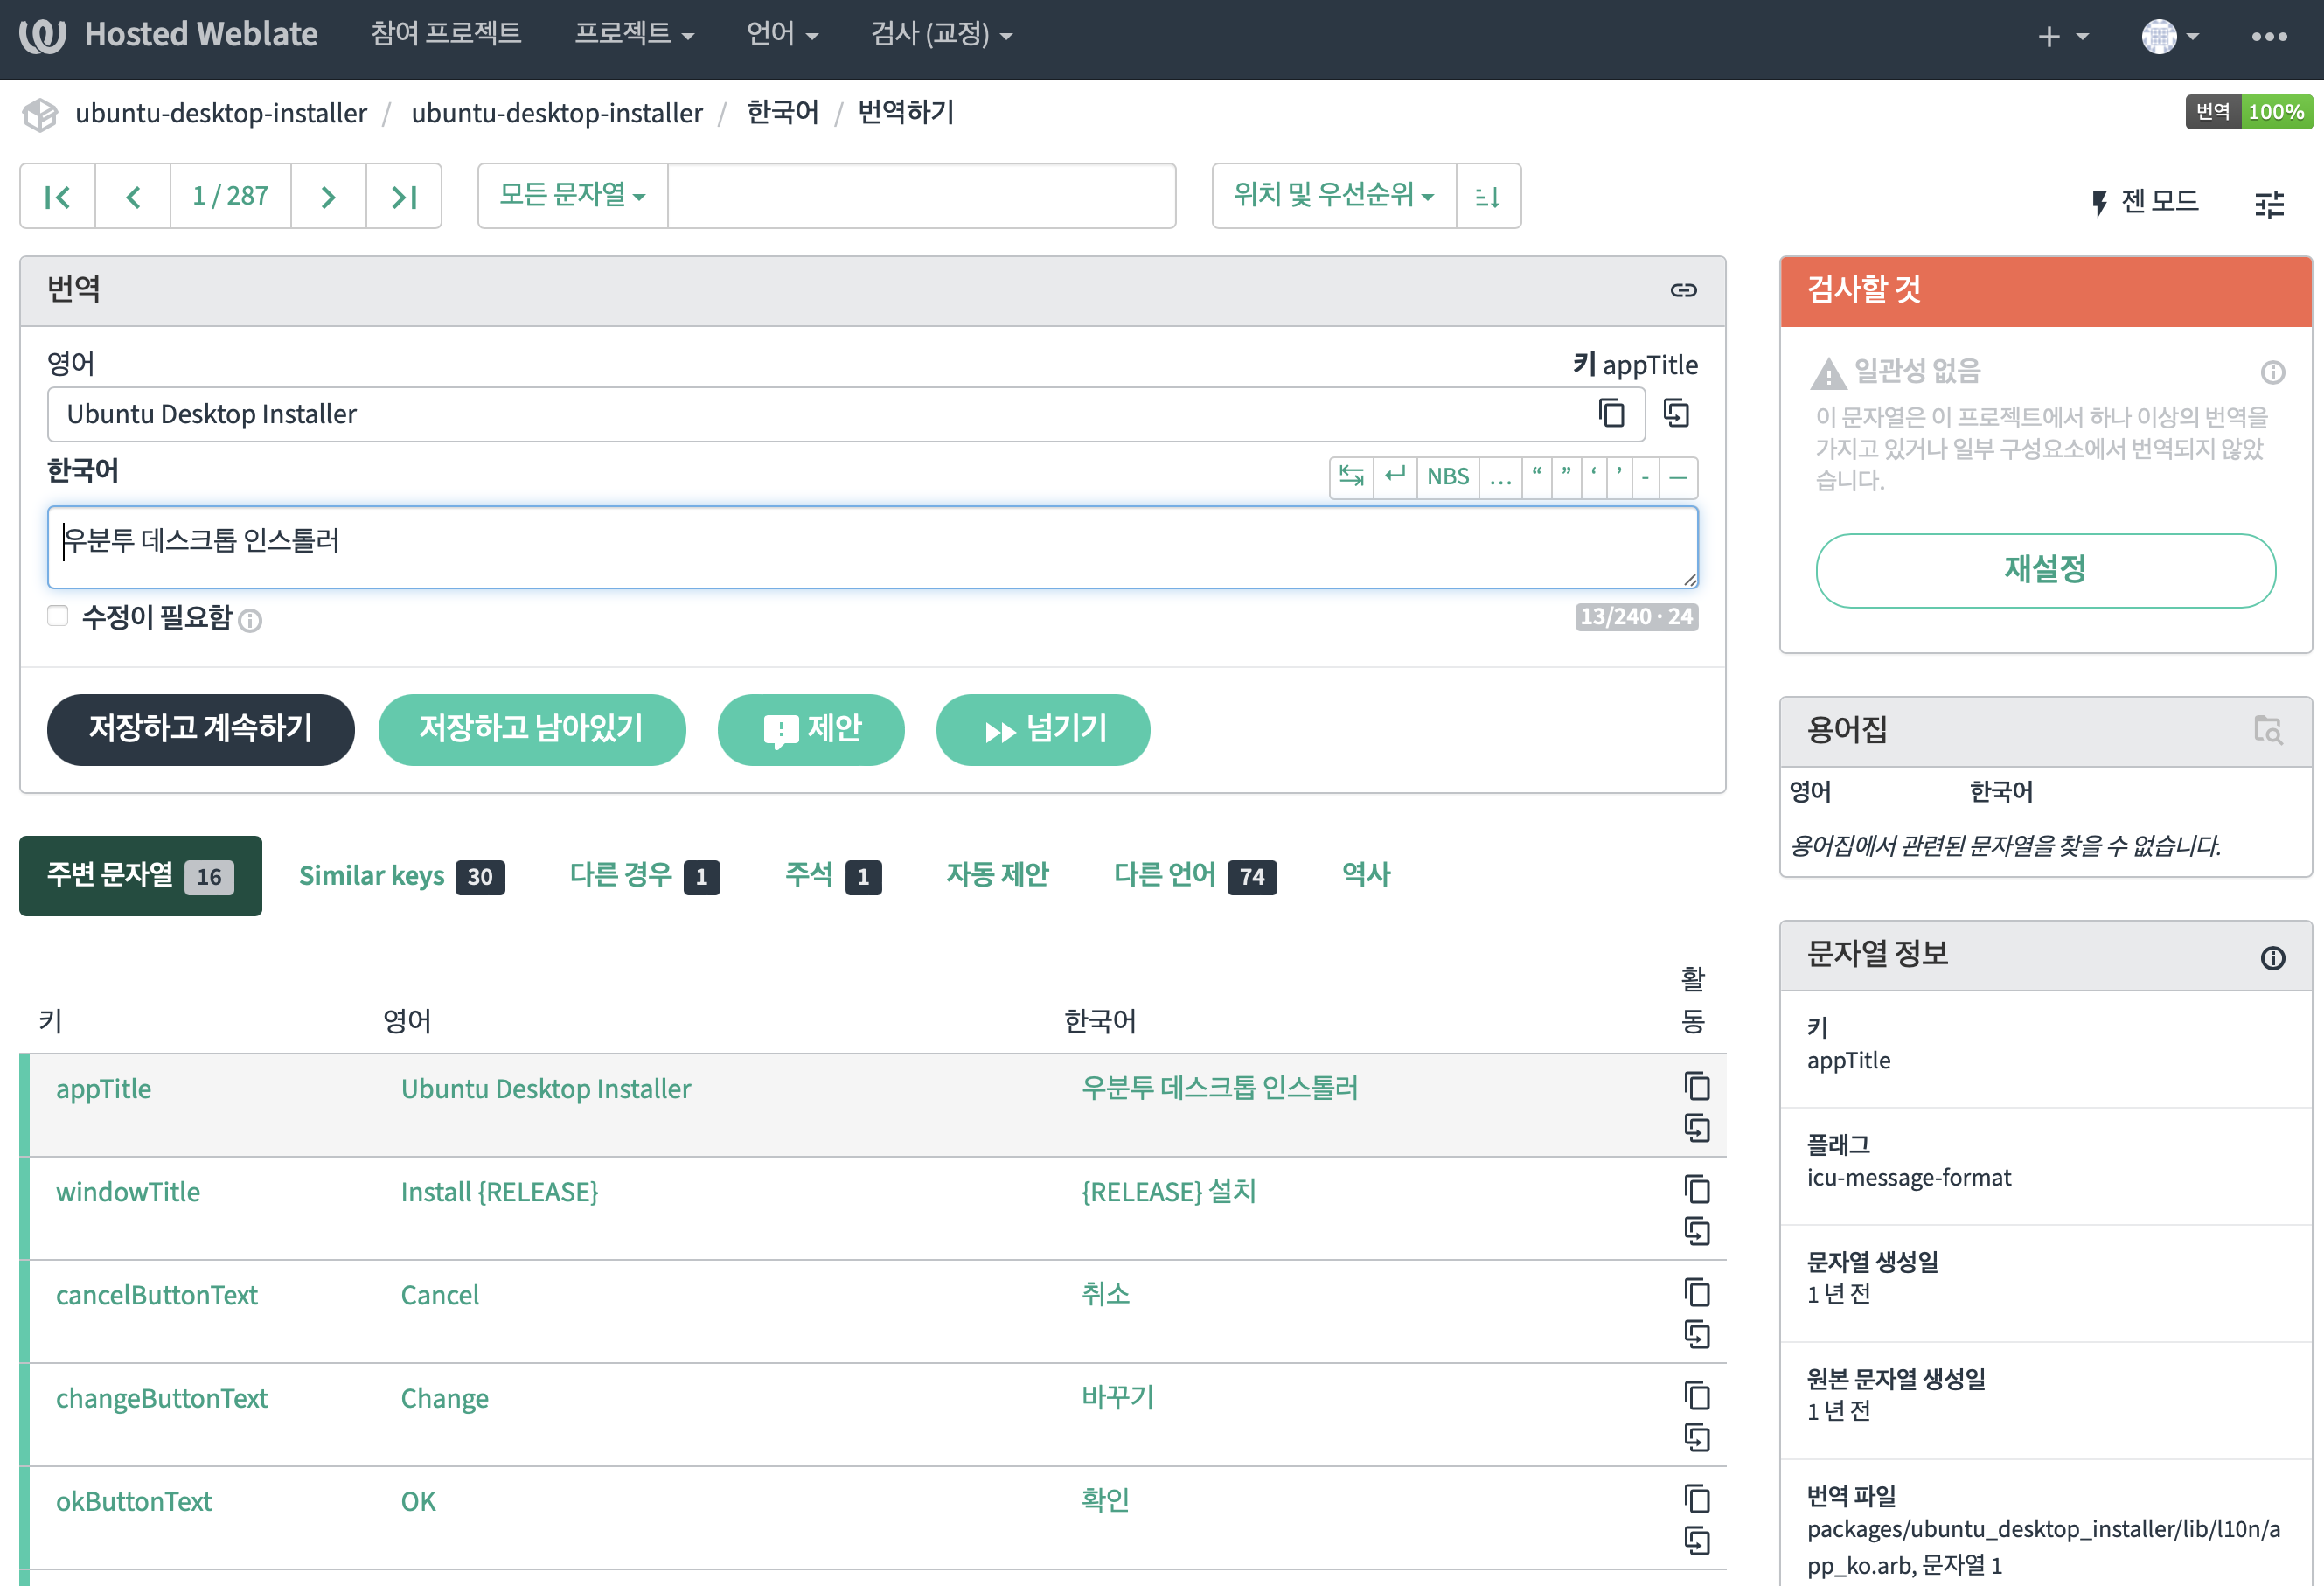 Hosted Weblate 참여 프로젝트 프로젝트 언어 검사 (교정)
ubuntu-desktop-installer / ubuntu-desktop-installer / 한국어 / 번역하기
번역 100%
1 / 287
모든 문자열
위치 및 우선순위
젠 모드
번역
영어
키 appTitle
Ubuntu Desktop Installer
한국어
NBS … “ ” ‘ ’ - —
우분투 데스크톱 인스톨러
수정이 필요함
13/240 · 24
저장하고 계속하기
저장하고 남아있기
제안
넘기기
주변 문자열 16
Similar keys 30
다른 경우 1
주석 1
자동 제안
다른 언어 74
역사
키 영어 한국어 활
동
appTitle Ubuntu Desktop Installer 우분투 데스크톱 인스톨러
windowTitle Install {RELEASE} {RELEASE} 설치
cancelButtonText Cancel 취소
changeButtonText Change 바꾸기
okButtonText OK 확인
검사할 것
일관성 없음
이 문자열은 이 프로젝트에서 하나 이상의 번역을
가지고 있거나 일부 구성요소에서 번역되지 않았
습니다.
재설정
용어집
영어 한국어
용어집에서 관련된 문자열을 찾을 수 없습니다.
문자열 정보
키
appTitle
플래그
icu-message-format
문자열 생성일
1 년 전
원본 문자열 생성일
1 년 전
번역 파일
packages/ubuntu_desktop_installer/lib/l10n/a
pp_ko.arb, 문자열 1